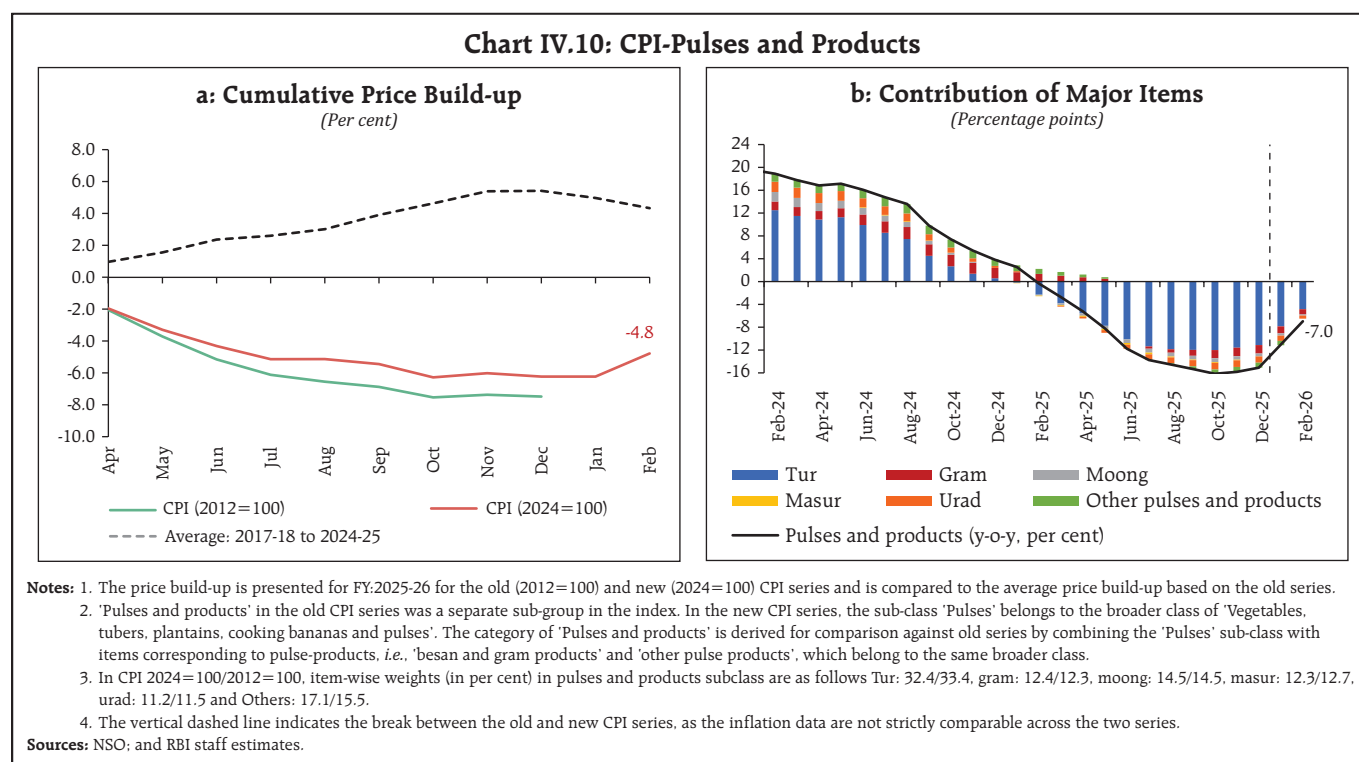 Chart IV.10: CPI-Pulses and Products
a: Cumulative Price Build-up
(Per cent)
8.0
6.0
4.0
2.0
0.0
-2.0
-4.0
-6.0
-8.0
-10.0
-4.8
Apr
May
Jun
Jul
Aug
Sep
Oct
Nov
Dec
Jan
Feb
CPI (2012=100)
CPI (2024=100)
Average: 2017-18 to 2024-25
b: Contribution of Major Items
(Percentage points)
24
20
16
12
8
4
0
-4
-8
-12
-16
-7.0
Feb-24
Apr-24
Jun-24
Aug-24
Oct-24
Dec-24
Feb-25
Apr-25
Jun-25
Aug-25
Oct-25
Dec-25
Feb-26
Tur
Gram
Moong
Masur
Urad
Other pulses and products
Pulses and products (y-o-y, per cent)
Notes: 1. The price build-up is presented for FY:2025-26 for the old (2012=100) and new (2024=100) CPI series and is compared to the average price build-up based on the old series.
2. 'Pulses and products' in the old CPI series was a separate sub-group in the index. In the new CPI series, the sub-class 'Pulses' belongs to the broader class of 'Vegetables,
tubers, plantains, cooking bananas and pulses'. The category of 'Pulses and products' is derived for comparison against old series by combining the 'Pulses' sub-class with
items corresponding to pulse-products, i.e., 'besan and gram products' and 'other pulse products', which belong to the same broader class.
3. In CPI 2024=100/2012=100, item-wise weights (in per cent) in pulses and products subclass are as follows Tur: 32.4/33.4, gram: 12.4/12.3, moong: 14.5/14.5, masur: 12.3/12.7,
urad: 11.2/11.5 and Others: 17.1/15.5.
4. The vertical dashed line indicates the break between the old and new CPI series, as the inflation data are not strictly comparable across the two series.
Sources: NSO; and RBI staff estimates.